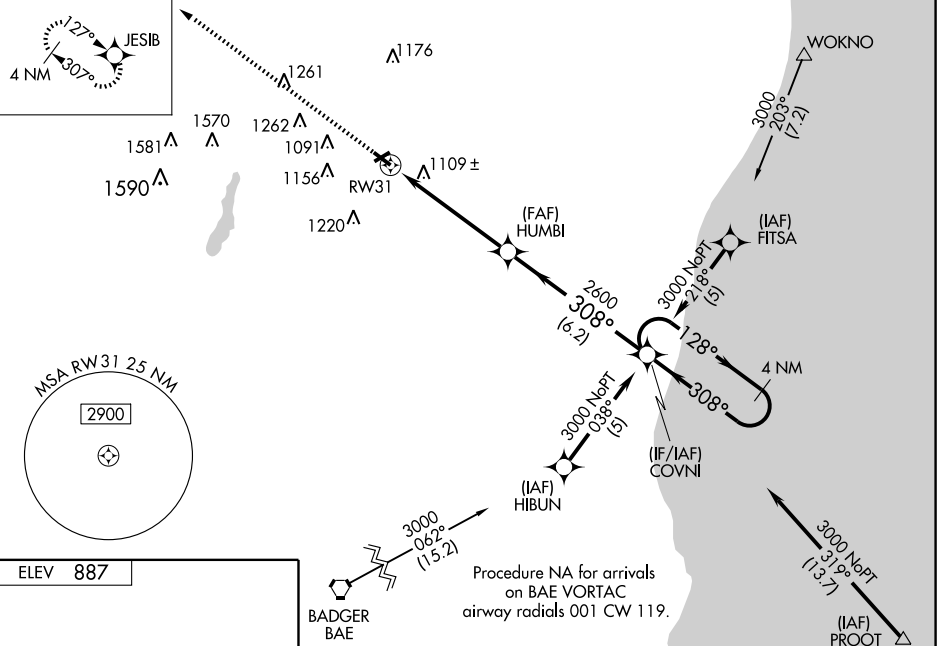 127°
JESIB
4 NM
307°
1176
1261
1262
1570
1581
1091
1590
1156
RW31
1109 ±
1220
WOKNO
3000
203°
(7.2)
(FAF)
HUMBI
(IAF)
FITSA
3000 NoPT
218°
(5)
2600
308°
(6.2)
128°
4 NM
308°
MSA RW31 25 NM
2900
3000 NoPT
038°
(5)
(IF/IAF)
COVNI
(IAF)
HIBUN
3000
062°
(15.2)
BADGER
BAE
Procedure NA for arrivals
on BAE VORTAC
airway radials 001 CW 119.
3000 NoPT
319°
(13.7)
(IAF)
PROOT
ELEV 887